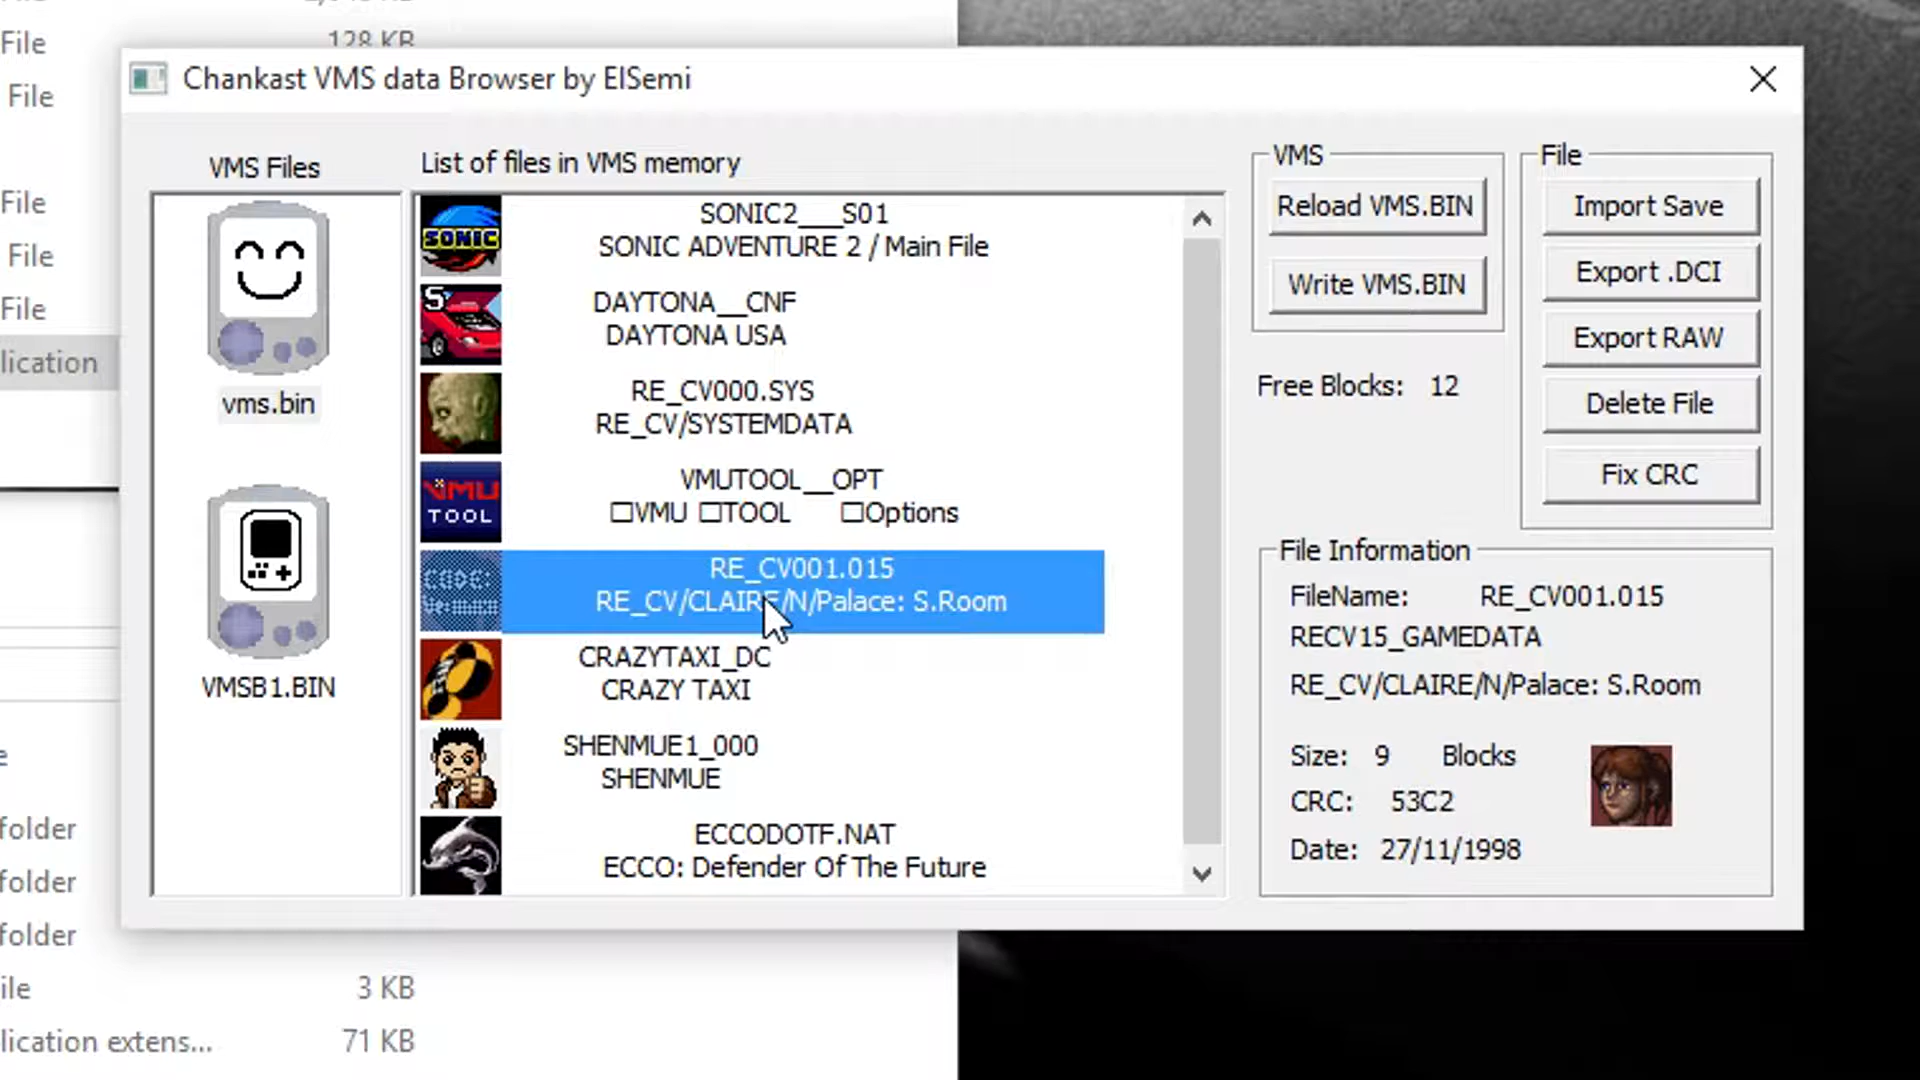 File
128 KB
File
File
File
File
lication
folder
folder
folder
ile
3 KB
lication extens...
71 KB
Chankast VMS data Browser by ElSemi
VMS Files
vms.bin
VMSB1.BIN
List of files in VMS memory
SONIC
SONIC2___S01
SONIC ADVENTURE 2 / Main File
S
DAYTONA__CNF
DAYTONA USA
RE_CV000.SYS
RE_CV/SYSTEMDATA
VMU
TOOL
VMUTOOL__OPT
□VMU □TOOL □Options
CODE:
RE_CV001.015
RE_CV/CLAIRE/N/Palace: S.Room
CRAZYTAXI_DC
CRAZY TAXI
SHENMUE1_000
SHENMUE
ECCODOTF.NAT
ECCO: Defender Of The Future
VMS
Reload VMS.BIN
Write VMS.BIN
Free Blocks: 12
File
Import Save
Export .DCI
Export RAW
Delete File
Fix CRC
File Information
FileName: RE_CV001.015
RECV15_GAMEDATA
RE_CV/CLAIRE/N/Palace: S.Room
Size: 9 Blocks
CRC: 53C2
Date: 27/11/1998